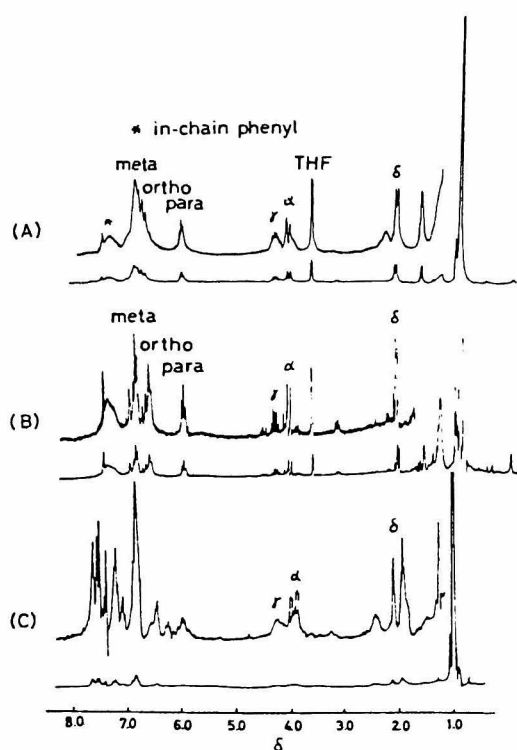 * in-chain phenyl
meta
ortho
para
*
γ
α
THF
δ
(A)
meta
ortho
para
γ
α
δ
(B)
γ
α
δ
(C)
8.0 7.0 6.0 5.0 4.0 3.0 2.0 1.0
δ